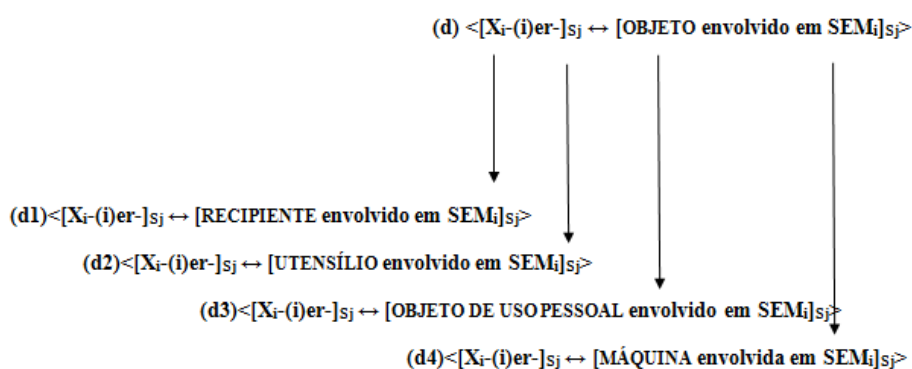 (d) <[Xᵢ-(i)er-]sⱼ ↔ [OBJETO envolvido em SEMᵢ]sⱼ>
(d1)<[Xᵢ-(i)er-]sⱼ ↔ [RECIPIENTE envolvido em SEMᵢ]sⱼ>
(d2)<[Xᵢ-(i)er-]sⱼ ↔ [UTENSÍLIO envolvido em SEMᵢ]sⱼ>
(d3)<[Xᵢ-(i)er-]sⱼ ↔ [OBJETO DE USO PESSOAL envolvido em SEMᵢ]sⱼ>
(d4)<[Xᵢ-(i)er-]sⱼ ↔ [MÁQUINA envolvida em SEMᵢ]sⱼ>